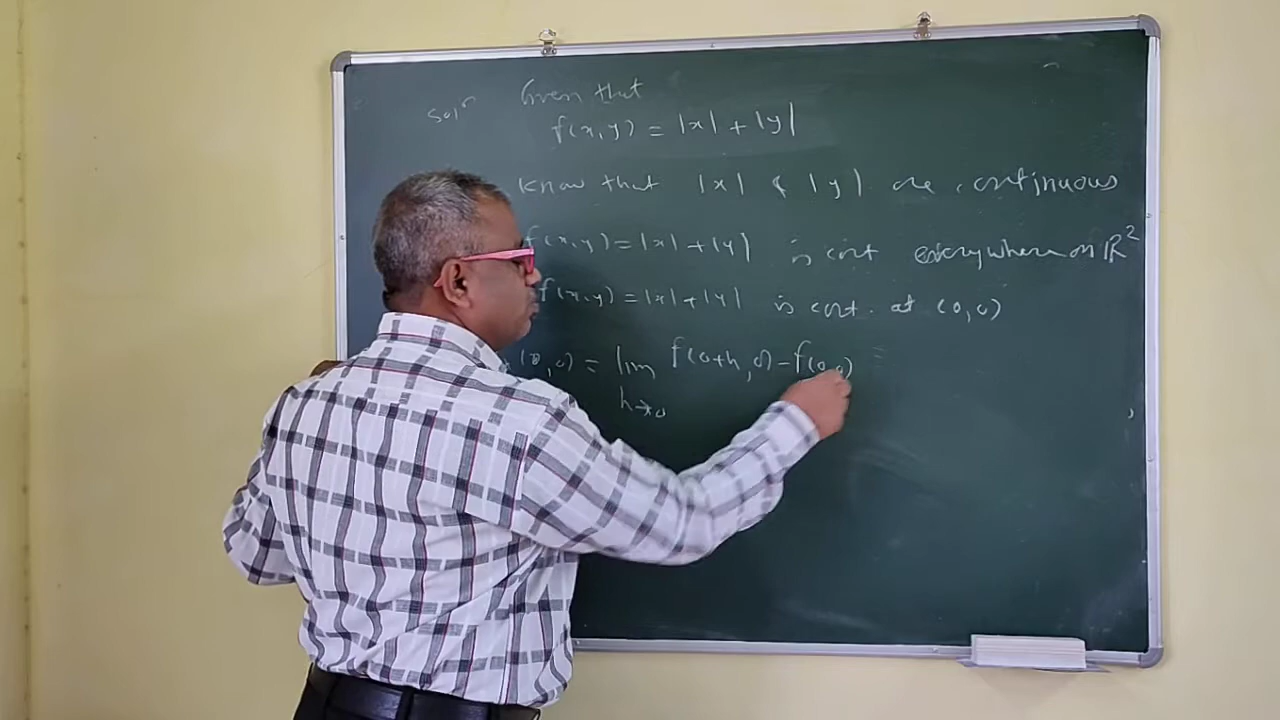 Solⁿ Given that
f(x,y) = |x| + |y|
know that |x| & |y| are continuous
f(x,y) = |x| + |y| is cont everywhere on ℝ²
f(x,y) = |x| + |y| is cont. at (0,0)
(0,0) = lim f(0+h,0) - f(0,0)
h→0